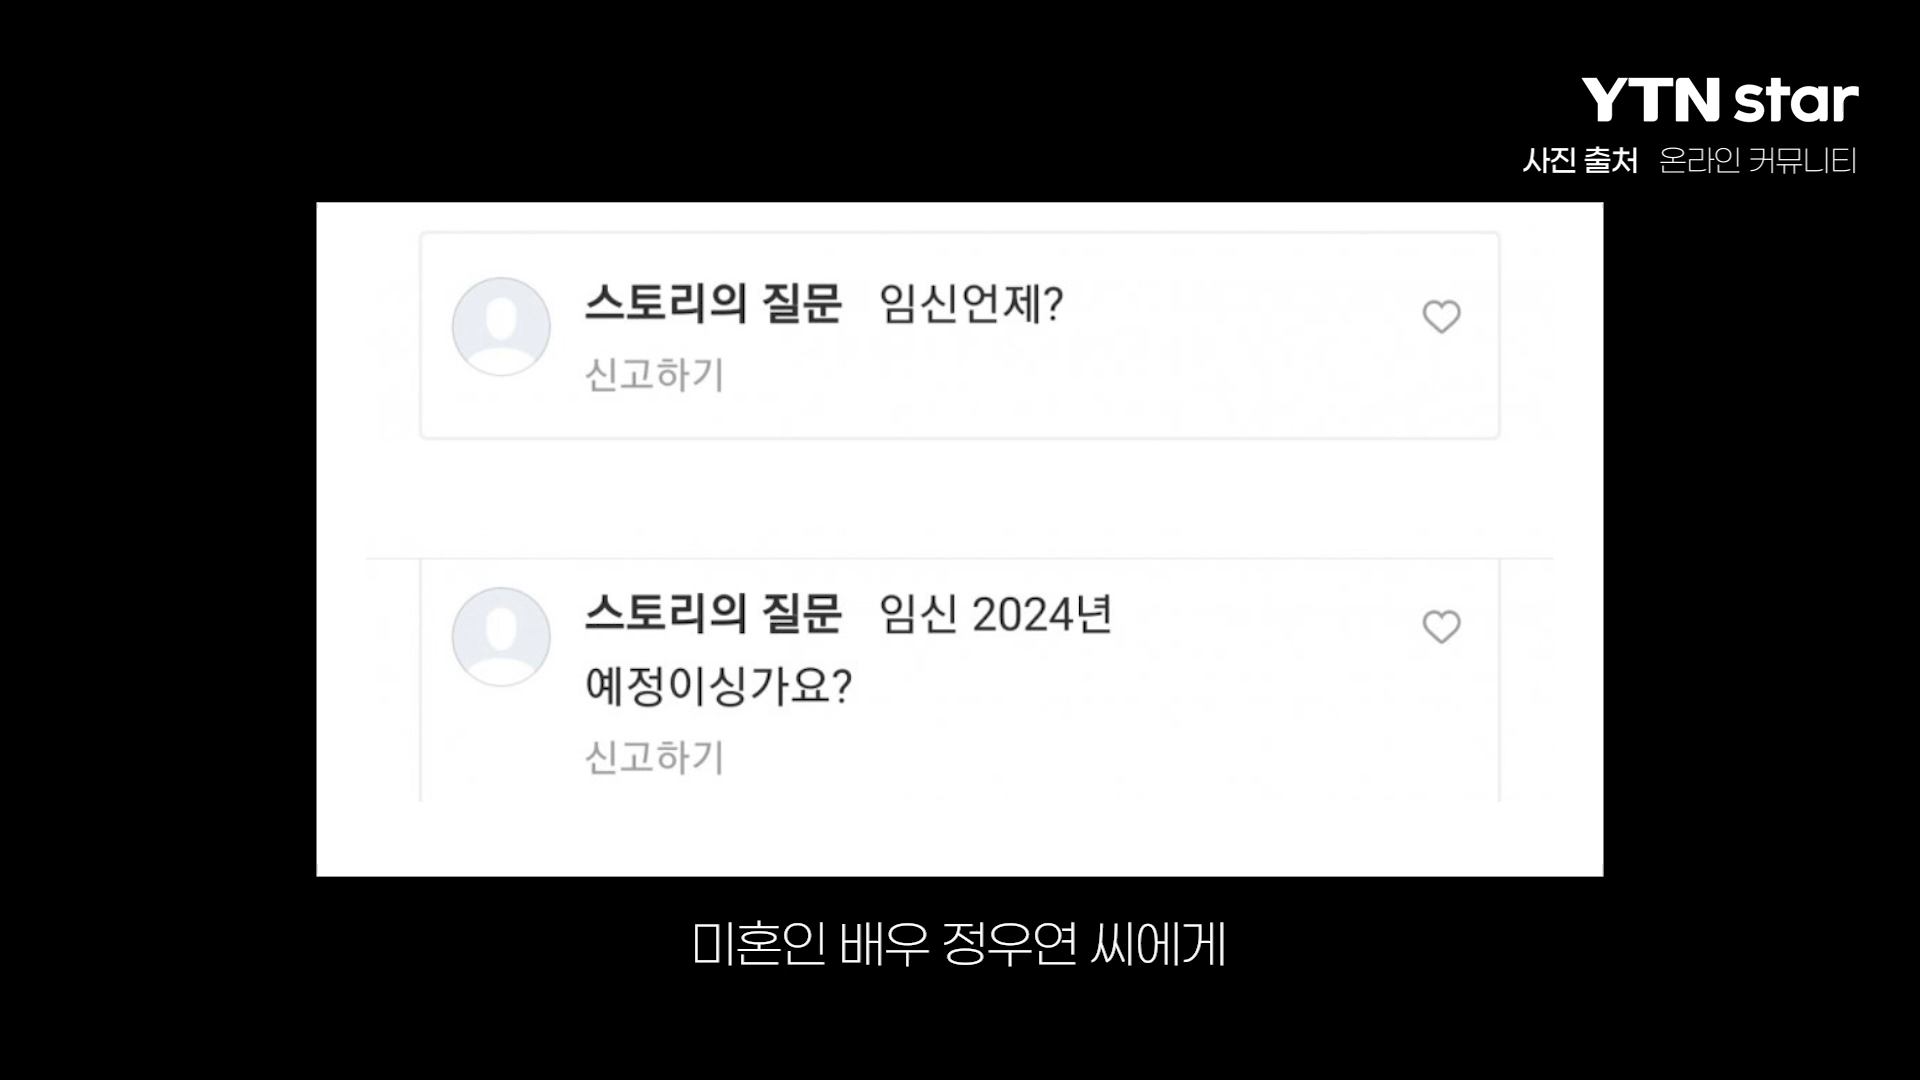 YTN star
사진 출처 온라인 커뮤니티
스토리의 질문 임신언제?
신고하기
스토리의 질문 임신 2024년
예정이싱가요?
신고하기
미혼인 배우 정우연 씨에게